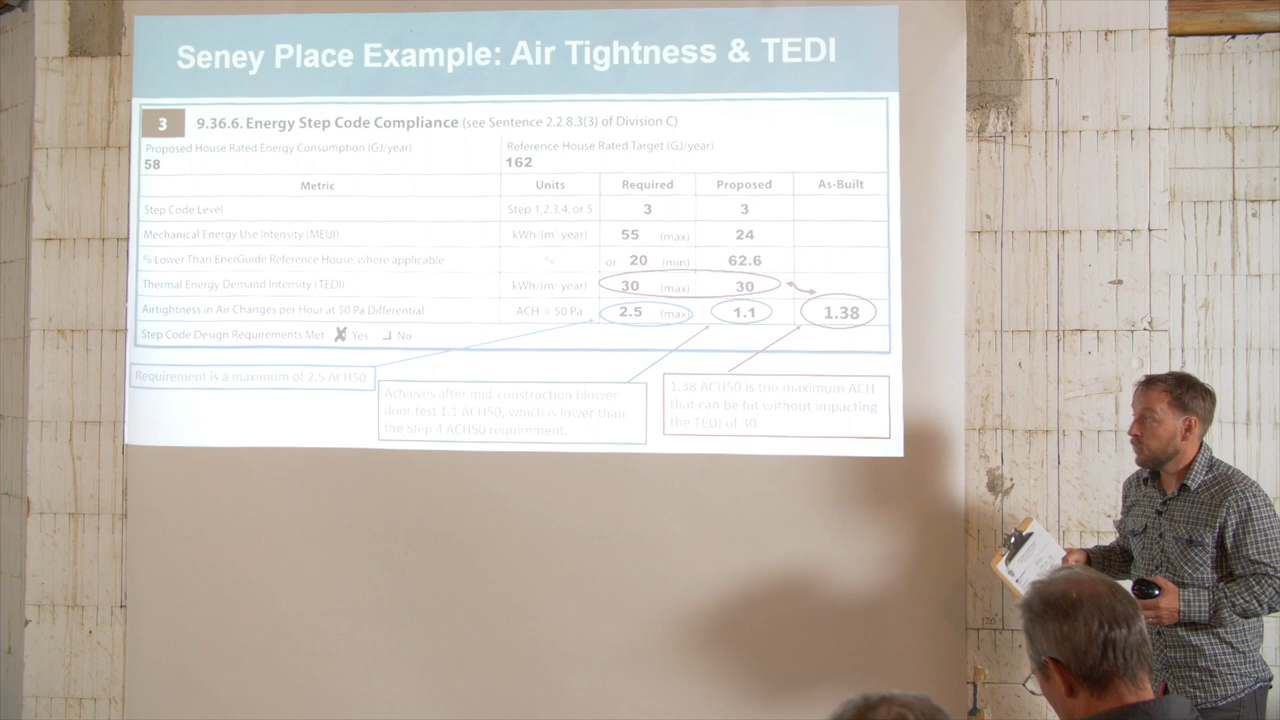 Seney Place Example: Air Tightness & TEDI
3 9.36.6. Energy Step Code Compliance (see Sentence 2.2.8.3(3) of Division C)
Proposed House Rated Energy Consumption (GJ/year) Reference House Rated Target (GJ/year)
58 162
Metric Units Required Proposed As-Built
Step Code Level Step 1,2,3,4, or 5 3 3
Mechanical Energy Use Intensity (MEUI) kWh/(m²·year) 55 (max) 24
% Lower Than EnerGuide Reference House, where applicable % or 20 (min) 62.6
Thermal Energy Demand Intensity (TEDI) kWh/(m²·year) 30 (max) 30
Airtightness in Air Changes per Hour at 50 Pa Differential ACH @ 50 Pa 2.5 (max) 1.1 1.38
Step Code Design Requirements Met Yes No
Requirement is a maximum of 2.5 ACH50
Achieves after mid construction blower
door test 1.1 ACH50, which is lower than
the Step 4 ACH50 requirement.
1.38 ACH50 is the maximum ACH
that can be hit without impacting
the TEDI of 30.